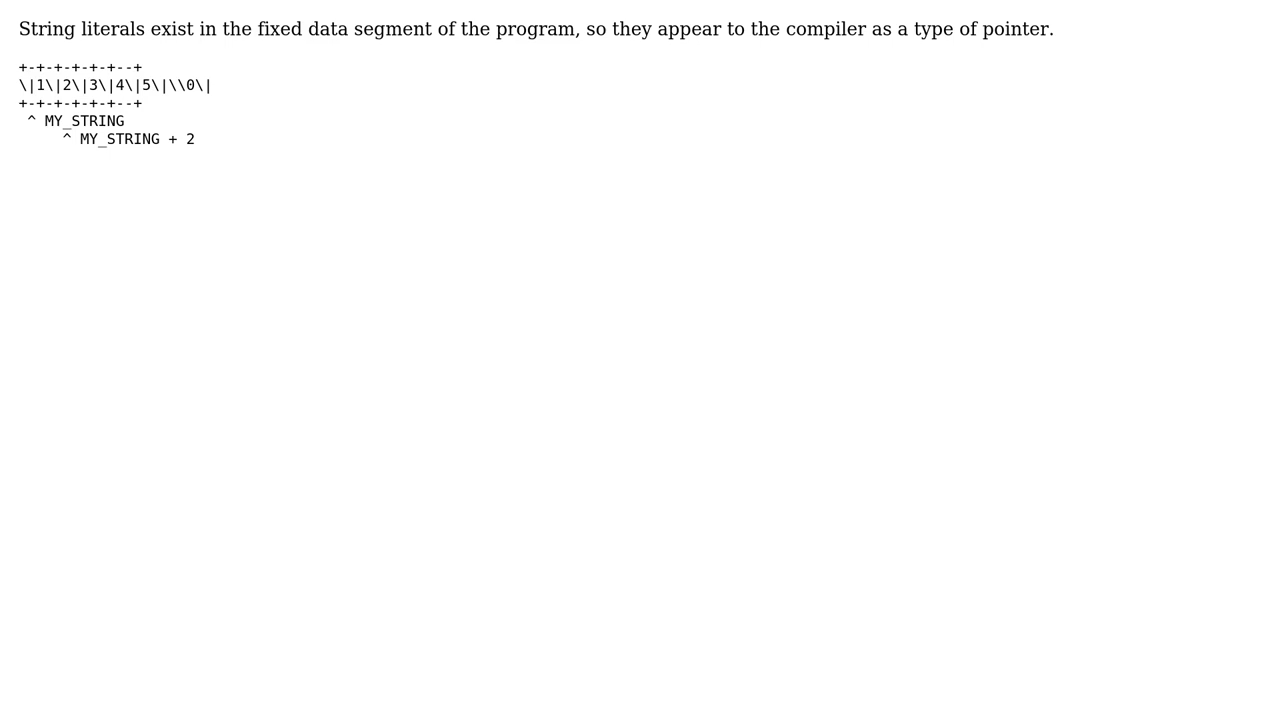 String literals exist in the fixed data segment of the program, so they appear to the compiler as a type of pointer.
+-+-+-+-+-+--+
\|1\|2\|3\|4\|5\|\\0\|
+-+-+-+-+-+--+
 ^ MY_STRING
     ^ MY_STRING + 2